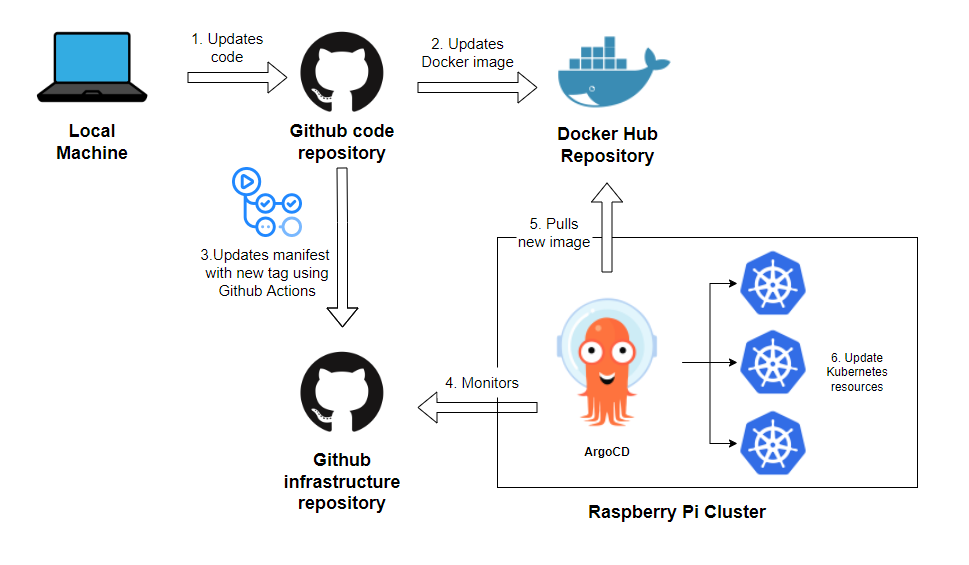 1. Updates
code
2. Updates
Docker image
Local
Machine
Github code
repository
Docker Hub
Repository
3.Updates manifest
with new tag using
Github Actions
5. Pulls
new image
4. Monitors
6. Update
Kubernetes
resources
ArgoCD
Github
infrastructure
repository
Raspberry Pi Cluster